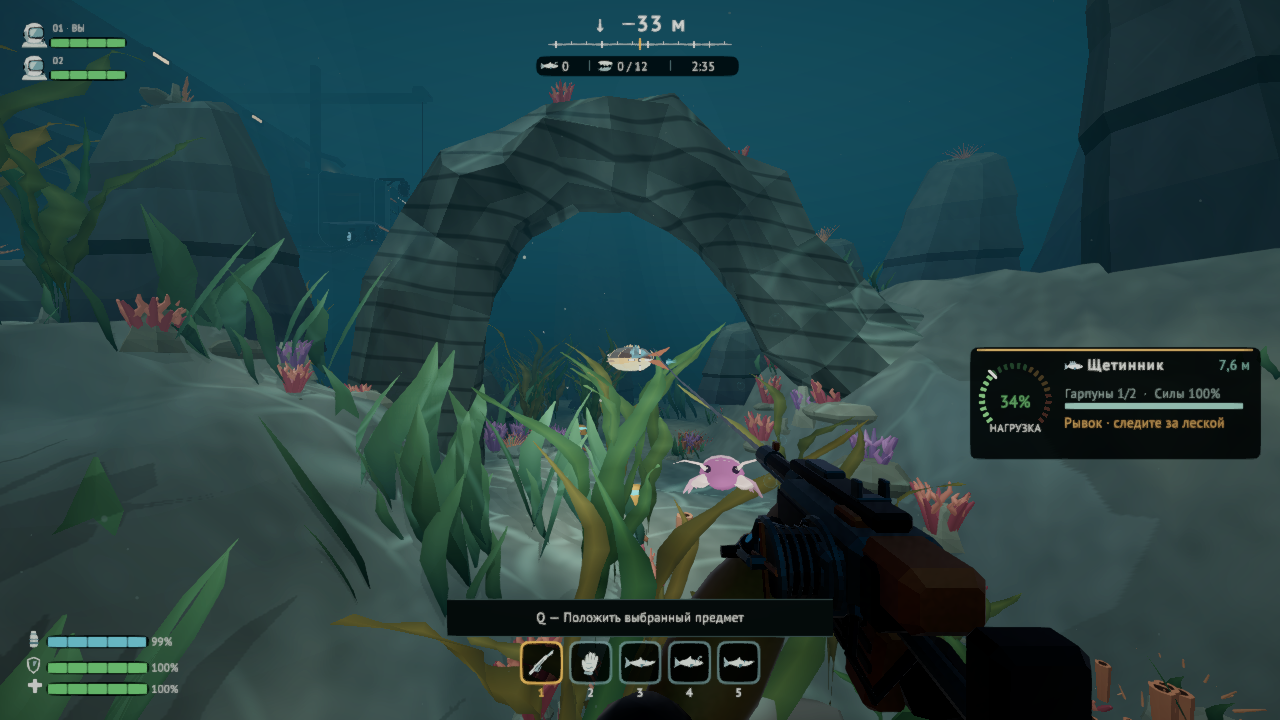 01 · ВЫ
02
−33 м
0
0 / 12
2:35
Щетинник
7,6 м
34%
НАГРУЗКА
Гарпуны 1/2 · Силы 100%
Рывок · следите за леской
Q — Положить выбранный предмет
1
2
3
4
5
99%
100%
100%